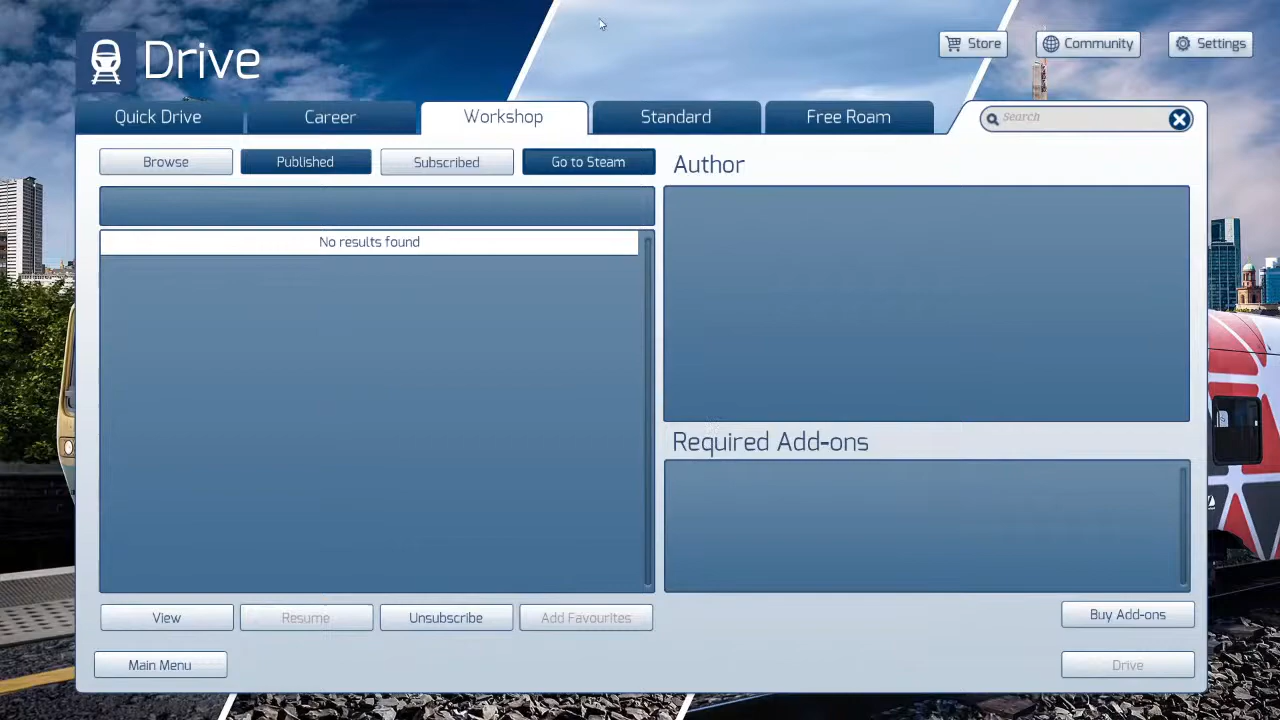 Drive
Store
Community
Settings
Quick Drive
Career
Workshop
Standard
Free Roam
Search
Browse
Published
Subscribed
Go to Steam
Author
No results found
Required Add-ons
View
Resume
Unsubscribe
Add Favourites
Buy Add-ons
Main Menu
Drive